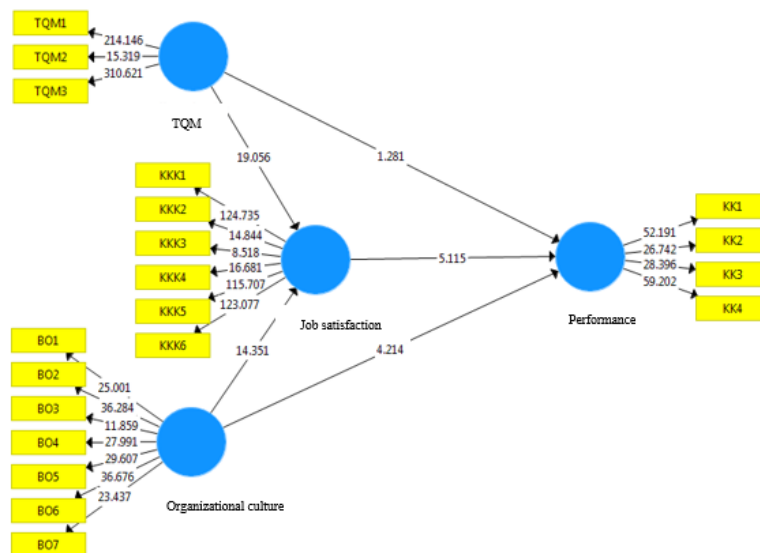 TQM1
TQM2
TQM3
214.146
15.319
310.621
TQM
19.056
1.281
KKK1
KKK2
KKK3
KKK4
KKK5
KKK6
124.735
14.844
8.518
16.681
115.707
123.077
Job satisfaction
5.115
KK1
KK2
KK3
KK4
52.191
26.742
28.396
59.202
Performance
14.351
4.214
BO1
BO2
BO3
BO4
BO5
BO6
BO7
25.001
36.284
11.859
27.991
29.607
36.676
23.437
Organizational culture